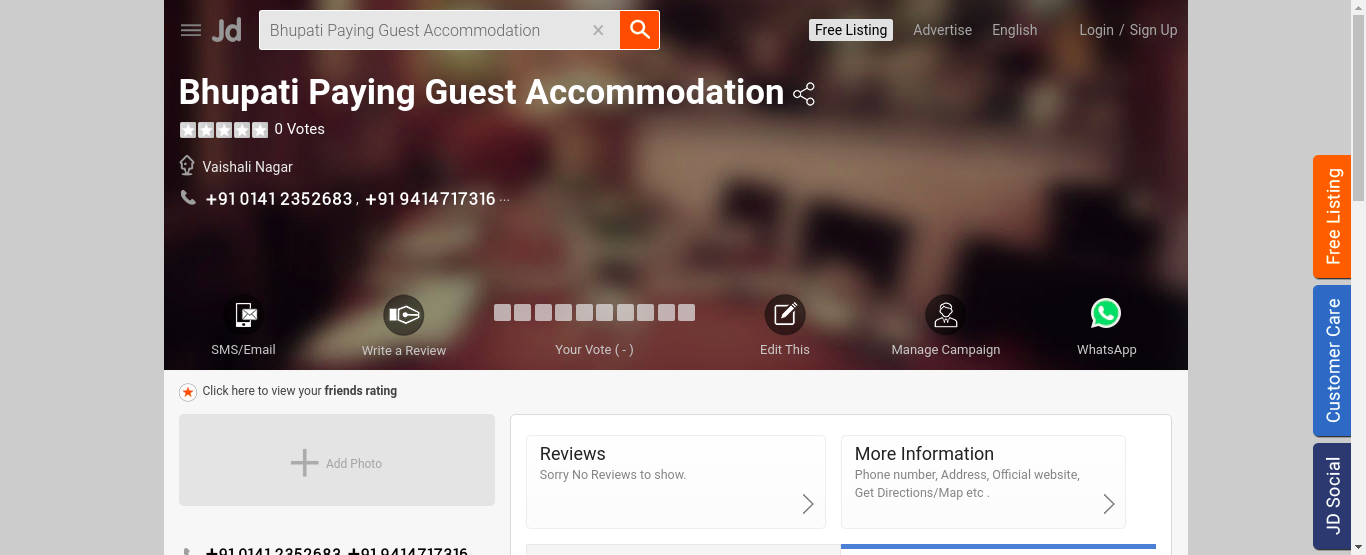 Jd
Bhupati Paying Guest Accommodation ×
Free Listing Advertise English Login / Sign Up
Bhupati Paying Guest Accommodation
0 Votes
Vaishali Nagar
+91 0141 2352683 , +91 9414717316 ...
SMS/Email Write a Review Your Vote ( - ) Edit This Manage Campaign WhatsApp
Click here to view your friends rating
Add Photo
Reviews
Sorry No Reviews to show.
More Information
Phone number, Address, Official website,
Get Directions/Map etc .
+91 0141 2352683, +91 9414717316
Free Listing
Customer Care
JD Social